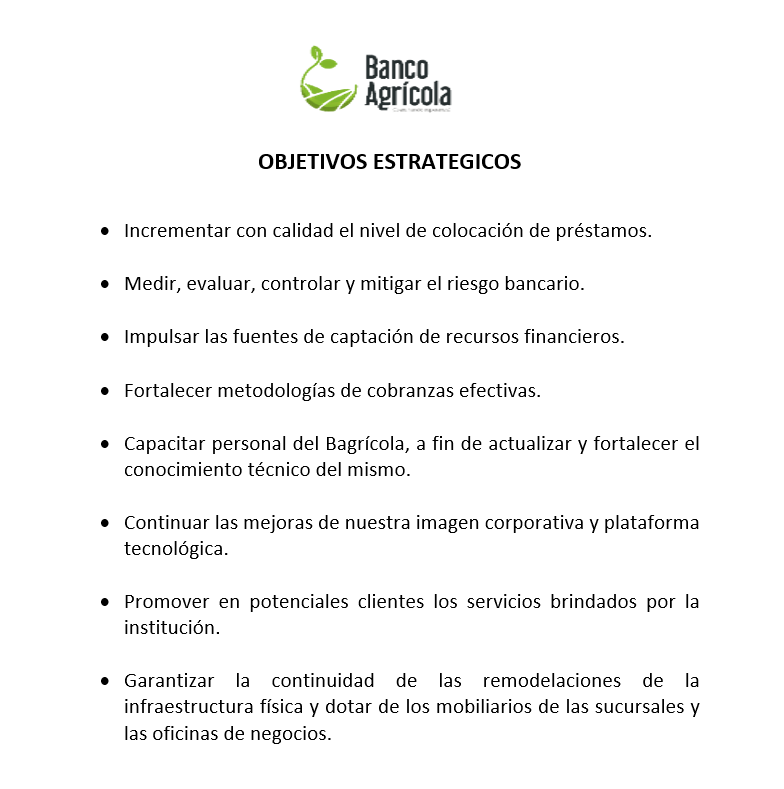 Banco
Agrícola
OBJETIVOS ESTRATEGICOS
• Incrementar con calidad el nivel de colocación de préstamos.
• Medir, evaluar, controlar y mitigar el riesgo bancario.
• Impulsar las fuentes de captación de recursos financieros.
• Fortalecer metodologías de cobranzas efectivas.
• Capacitar personal del Bagrícola, a fin de actualizar y fortalecer el
conocimiento técnico del mismo.
• Continuar las mejoras de nuestra imagen corporativa y plataforma
tecnológica.
• Promover en potenciales clientes los servicios brindados por la
institución.
• Garantizar la continuidad de las remodelaciones de la
infraestructura física y dotar de los mobiliarios de las sucursales y
las oficinas de negocios.